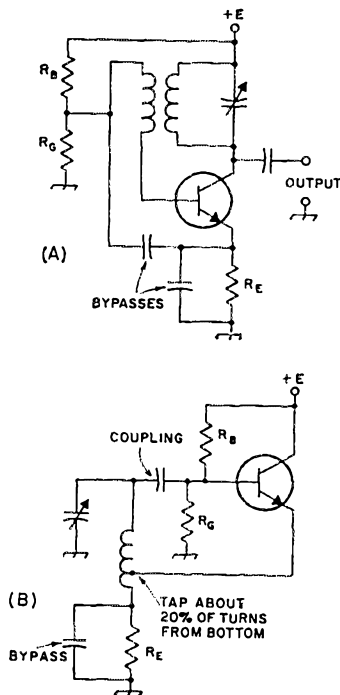 +E
RB
RG
OUTPUT
(A)
BYPASSES
RE
+E
COUPLING
RB
RG
(B)
TAP ABOUT
20% OF TURNS
FROM BOTTOM
BYPASS
RE